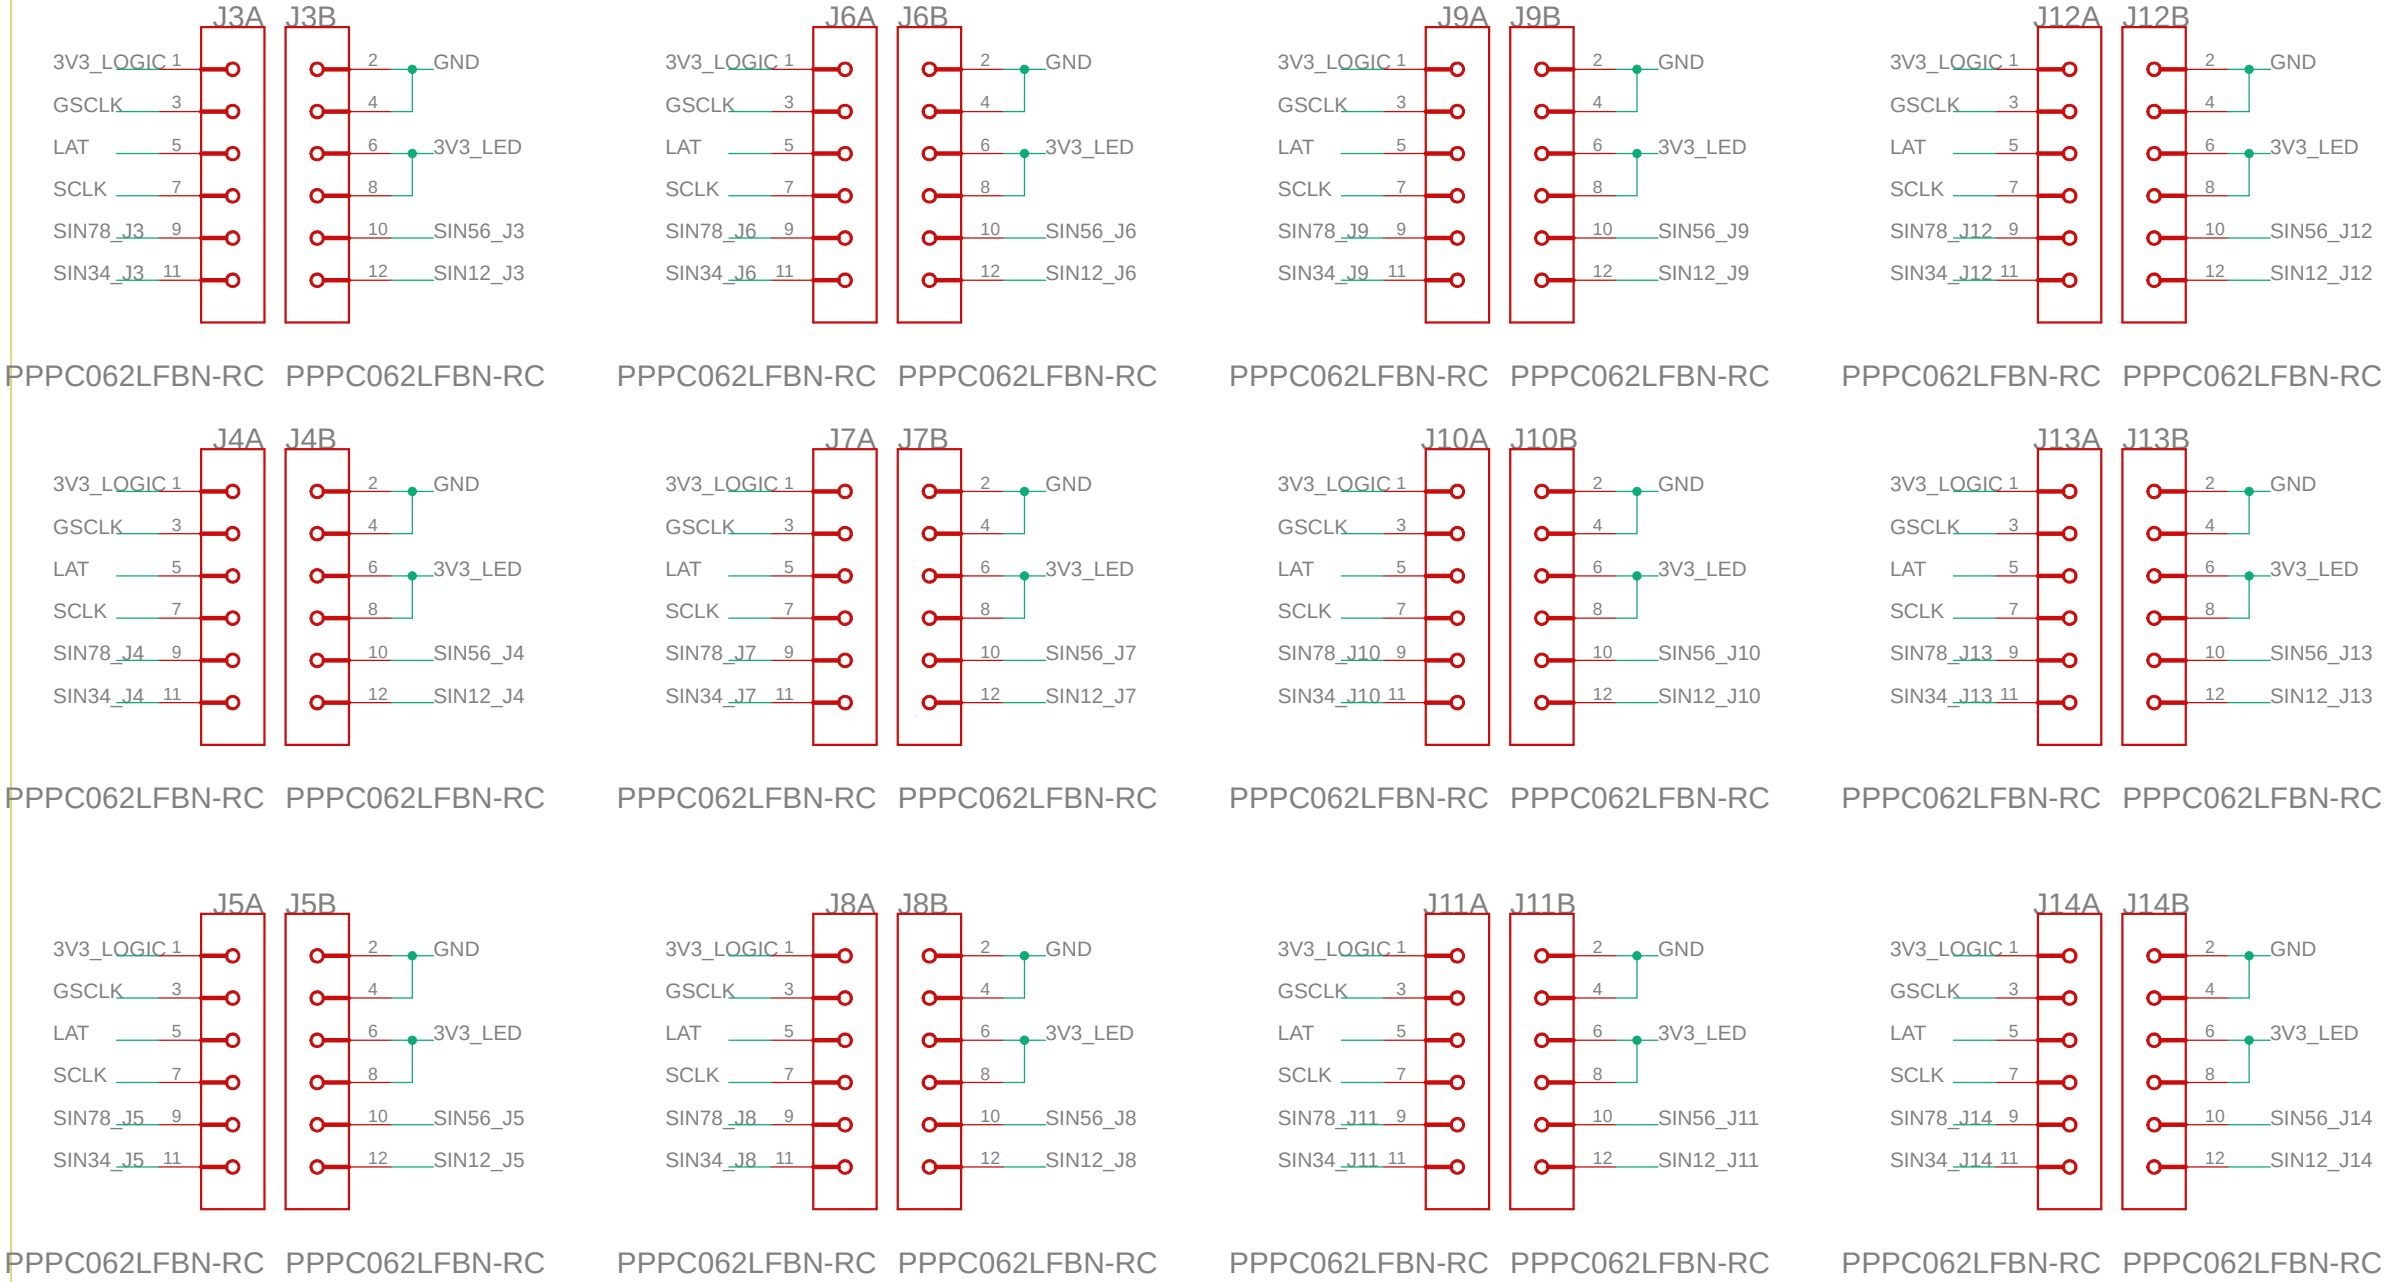 J3A J3B J6A J6B J9A J9B J12A J12B
3V3_LOGIC 1 2 GND 3V3_LOGIC 1 2 GND 3V3_LOGIC 1 2 GND 3V3_LOGIC 1 2 GND
GSCLK 3 4 GSCLK 3 4 GSCLK 3 4 GSCLK 3 4
LAT 5 6 3V3_LED LAT 5 6 3V3_LED LAT 5 6 3V3_LED LAT 5 6 3V3_LED
SCLK 7 8 SCLK 7 8 SCLK 7 8 SCLK 7 8
SIN78_J3 9 10 SIN56_J3 SIN78_J6 9 10 SIN56_J6 SIN78_J9 9 10 SIN56_J9 SIN78_J12 9 10 SIN56_J12
SIN34_J3 11 12 SIN12_J3 SIN34_J6 11 12 SIN12_J6 SIN34_J9 11 12 SIN12_J9 SIN34_J12 11 12 SIN12_J12
PPPC062LFBN-RC PPPC062LFBN-RC PPPC062LFBN-RC PPPC062LFBN-RC PPPC062LFBN-RC PPPC062LFBN-RC PPPC062LFBN-RC PPPC062LFBN-RC
J4A J4B J7A J7B J10A J10B J13A J13B
3V3_LOGIC 1 2 GND 3V3_LOGIC 1 2 GND 3V3_LOGIC 1 2 GND 3V3_LOGIC 1 2 GND
GSCLK 3 4 GSCLK 3 4 GSCLK 3 4 GSCLK 3 4
LAT 5 6 3V3_LED LAT 5 6 3V3_LED LAT 5 6 3V3_LED LAT 5 6 3V3_LED
SCLK 7 8 SCLK 7 8 SCLK 7 8 SCLK 7 8
SIN78_J4 9 10 SIN56_J4 SIN78_J7 9 10 SIN56_J7 SIN78_J10 9 10 SIN56_J10 SIN78_J13 9 10 SIN56_J13
SIN34_J4 11 12 SIN12_J4 SIN34_J7 11 12 SIN12_J7 SIN34_J10 11 12 SIN12_J10 SIN34_J13 11 12 SIN12_J13
PPPC062LFBN-RC PPPC062LFBN-RC PPPC062LFBN-RC PPPC062LFBN-RC PPPC062LFBN-RC PPPC062LFBN-RC PPPC062LFBN-RC PPPC062LFBN-RC
J5A J5B J8A J8B J11A J11B J14A J14B
3V3_LOGIC 1 2 GND 3V3_LOGIC 1 2 GND 3V3_LOGIC 1 2 GND 3V3_LOGIC 1 2 GND
GSCLK 3 4 GSCLK 3 4 GSCLK 3 4 GSCLK 3 4
LAT 5 6 3V3_LED LAT 5 6 3V3_LED LAT 5 6 3V3_LED LAT 5 6 3V3_LED
SCLK 7 8 SCLK 7 8 SCLK 7 8 SCLK 7 8
SIN78_J5 9 10 SIN56_J5 SIN78_J8 9 10 SIN56_J8 SIN78_J11 9 10 SIN56_J11 SIN78_J14 9 10 SIN56_J14
SIN34_J5 11 12 SIN12_J5 SIN34_J8 11 12 SIN12_J8 SIN34_J11 11 12 SIN12_J11 SIN34_J14 11 12 SIN12_J14
PPPC062LFBN-RC PPPC062LFBN-RC PPPC062LFBN-RC PPPC062LFBN-RC PPPC062LFBN-RC PPPC062LFBN-RC PPPC062LFBN-RC PPPC062LFBN-RC